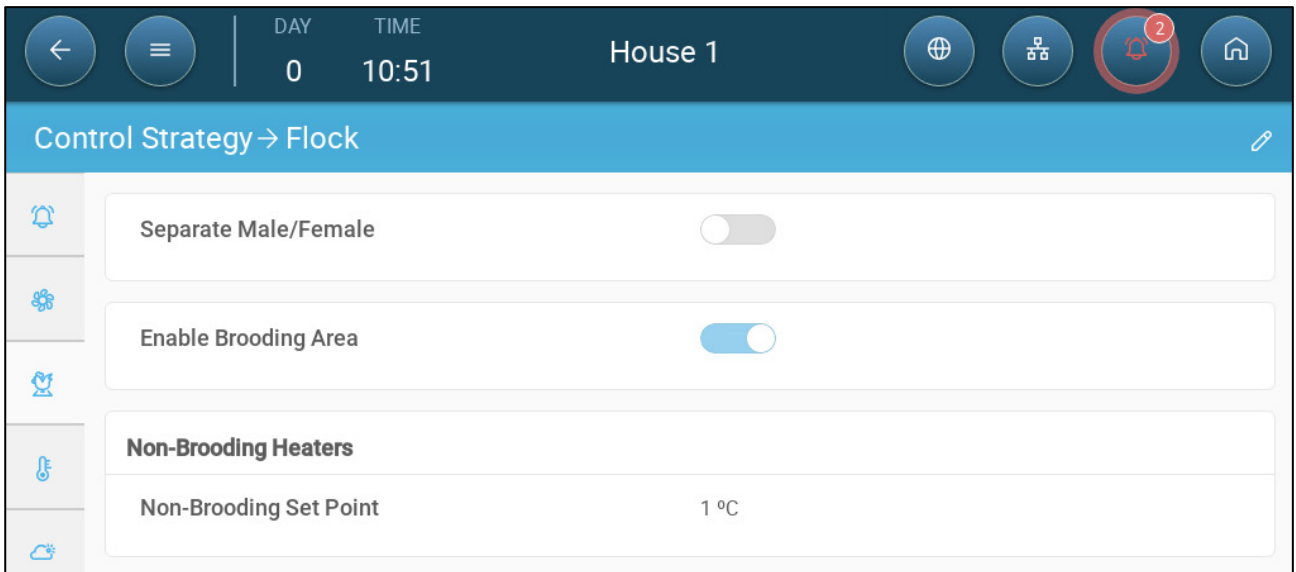 DAY TIME
0 10:51
House 1
2
Control Strategy→Flock
Separate Male/Female
Enable Brooding Area
Non-Brooding Heaters
Non-Brooding Set Point 1 ºC